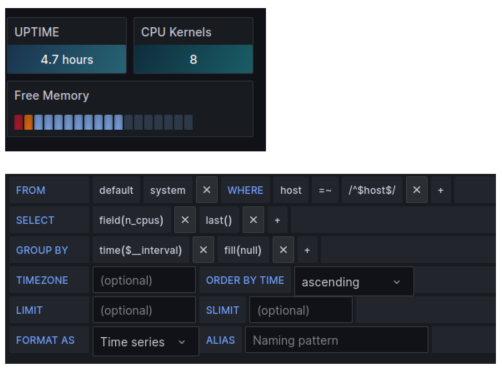 UPTIME CPU Kernels
4.7 hours 8
Free Memory
FROM default system × WHERE host =~ /^$host$/ × +
SELECT field(n_cpus) × last() × +
GROUP BY time($__interval) × fill(null) × +
TIMEZONE (optional) ORDER BY TIME ascending
LIMIT (optional) SLIMIT (optional)
FORMAT AS Time series ALIAS Naming pattern